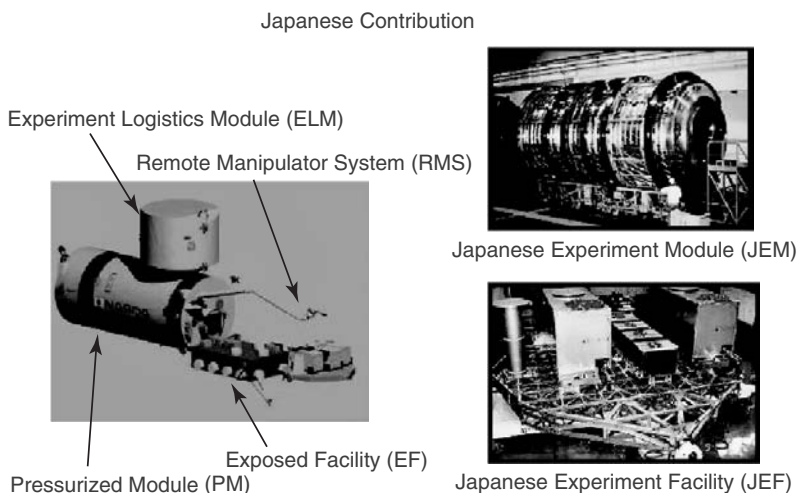 Japanese Contribution
Experiment Logistics Module (ELM)
Remote Manipulator System (RMS)
Japanese Experiment Module (JEM)
Exposed Facility (EF)
Pressurized Module (PM)
Japanese Experiment Facility (JEF)